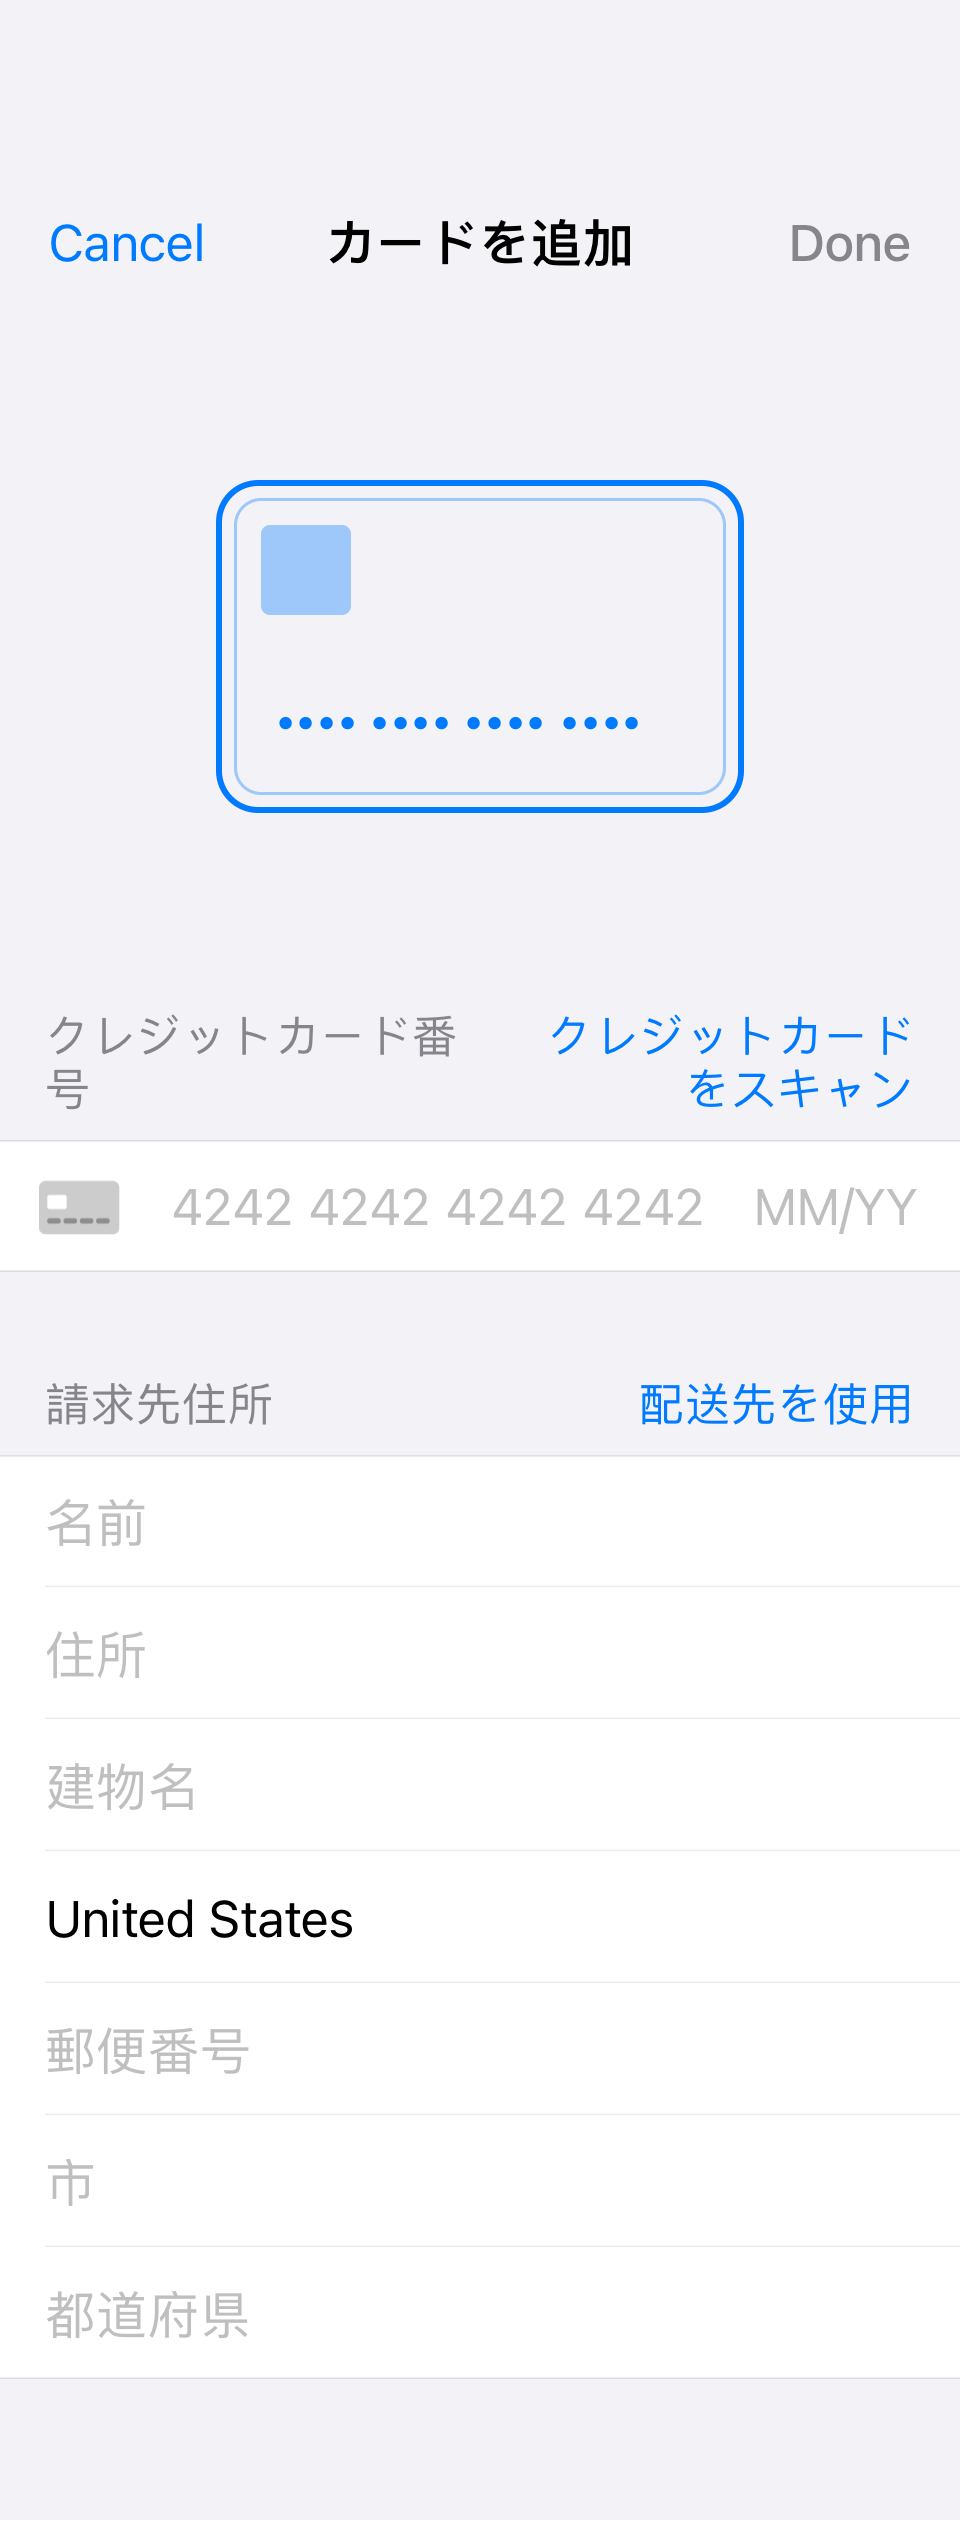 Cancel カードを追加 Done
クレジットカード番号
クレジットカードをスキャン
4242 4242 4242 4242 MM/YY
請求先住所 配送先を使用
名前
住所
建物名
United States
郵便番号
市
都道府県